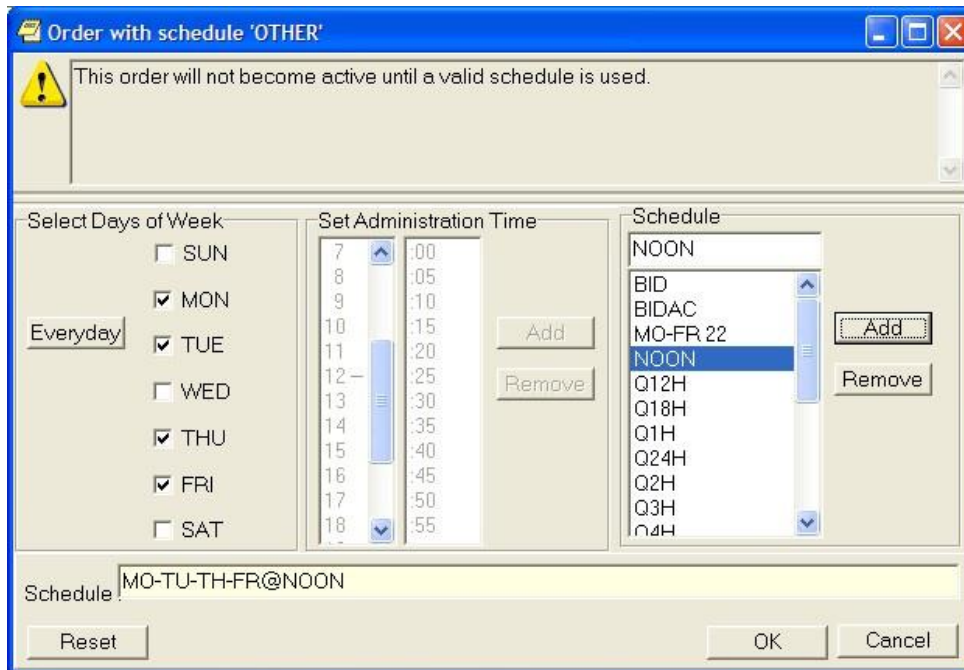 Order with schedule 'OTHER'
This order will not become active until a valid schedule is used.
Select Days of Week
SUN
MON
Everyday
TUE
WED
THU
FRI
SAT
Set Administration Time
7 :00
8 :05
9 :10
10 :15
11 :20
12 – :25
13 :30
14 :35
15 :40
16 :45
17 :50
18 :55
Add
Remove
Schedule
NOON
BID
BIDAC
MO-FR 22
NOON
Q12H
Q18H
Q1H
Q24H
Q2H
Q3H
Q4H
Add
Remove
Schedule :
MO-TU-TH-FR@NOON
Reset
OK
Cancel